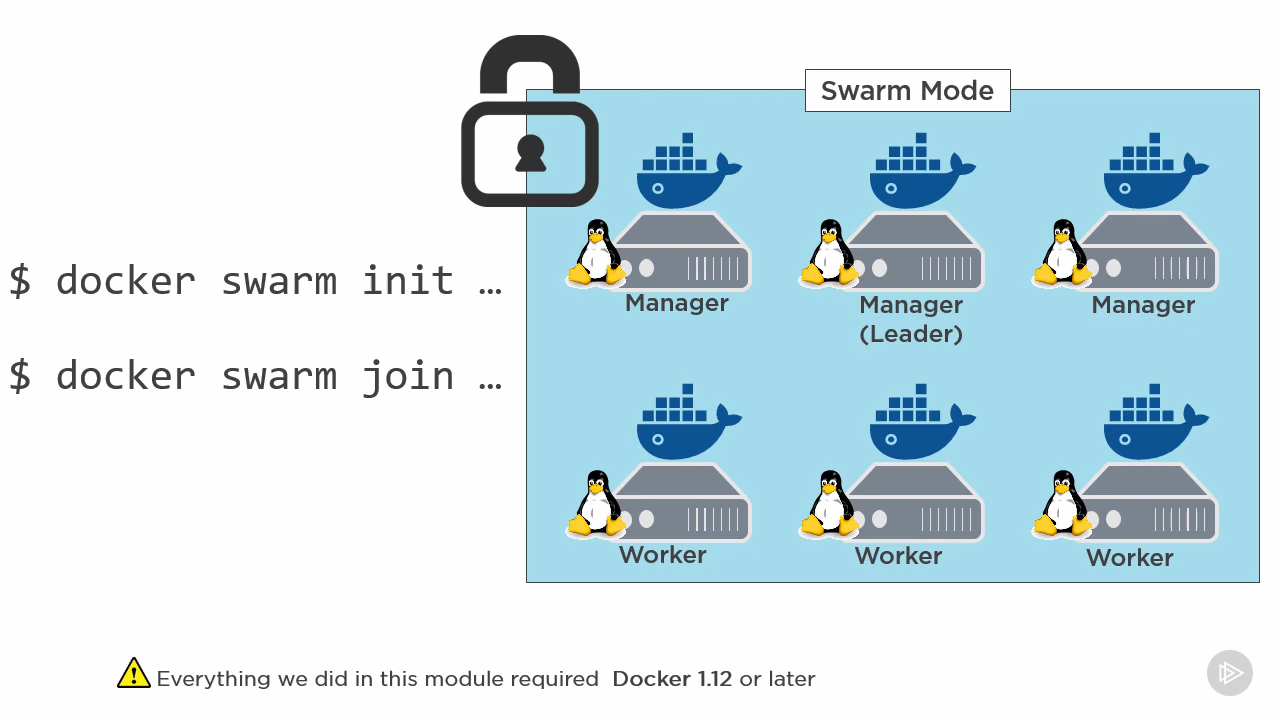 Swarm Mode
$ docker swarm init …
$ docker swarm join …
Manager
Manager
(Leader)
Manager
Worker
Worker
Worker
Everything we did in this module required Docker 1.12 or later